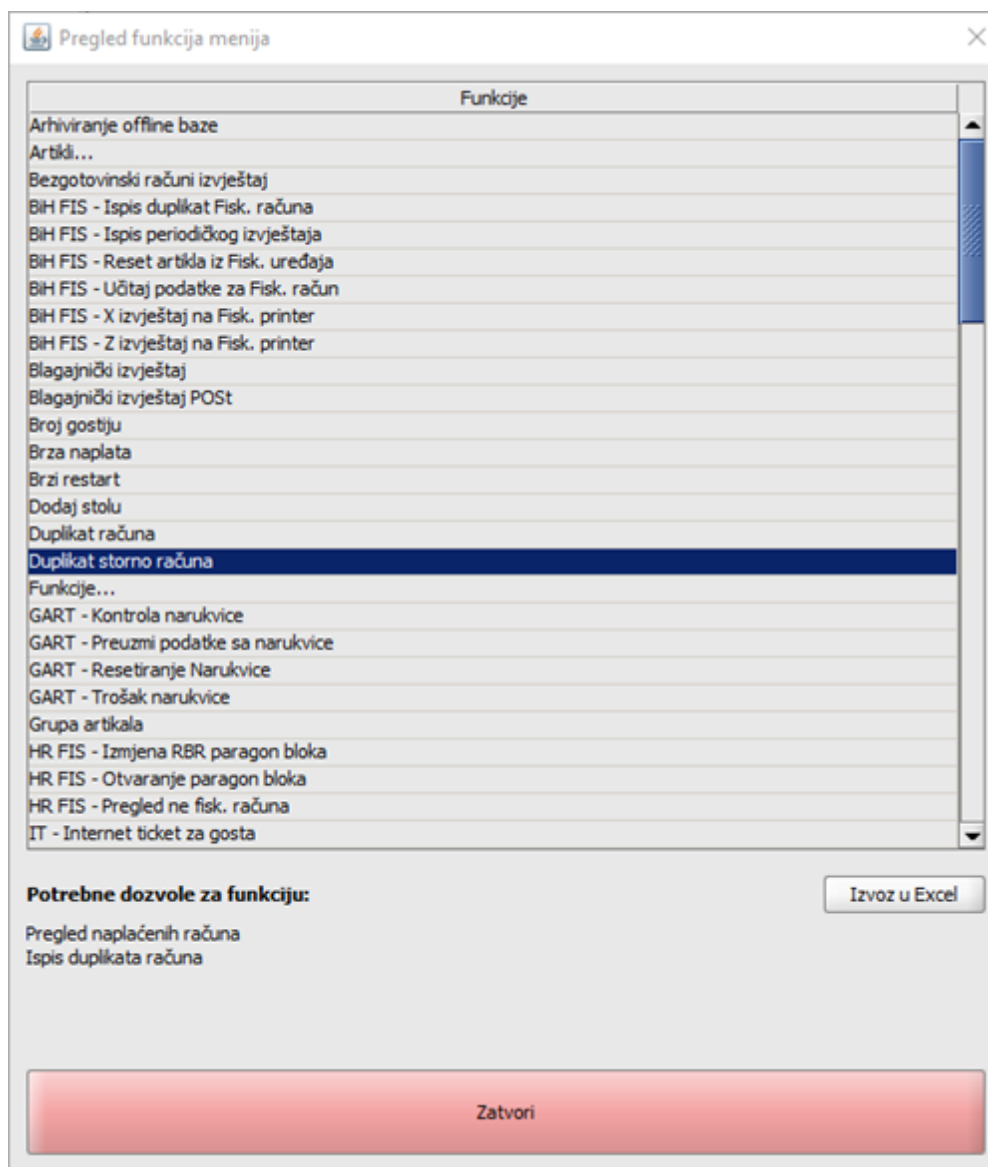 Pregled funkcija menija
Funkcije
Arhiviranje offline baze
Artikli...
Bezgotovinski računi izvještaj
BiH FIS - Ispis duplikat Fisk. računa
BiH FIS - Ispis periodičkog izvještaja
BiH FIS - Reset artikla iz Fisk. uređaja
BiH FIS - Učitaj podatke za Fisk. račun
BiH FIS - X izvještaj na Fisk. printer
BiH FIS - Z izvještaj na Fisk. printer
Blagajnički izvještaj
Blagajnički izvještaj POSt
Broj gostiju
Brza naplata
Brzi restart
Dodaj stolu
Duplikat računa
Duplikat storno računa
Funkcije...
GART - Kontrola narukvice
GART - Preuzmi podatke sa narukvice
GART - Resetiranje Narukvice
GART - Trošak narukvice
Grupa artikala
HR FIS - Izmjena RBR paragon bloka
HR FIS - Otvaranje paragon bloka
HR FIS - Pregled ne fisk. računa
IT - Internet ticket za gosta
Potrebne dozvole za funkciju:
Izvoz u Excel
Pregled naplaćenih računa
Ispis duplikata računa
Zatvori